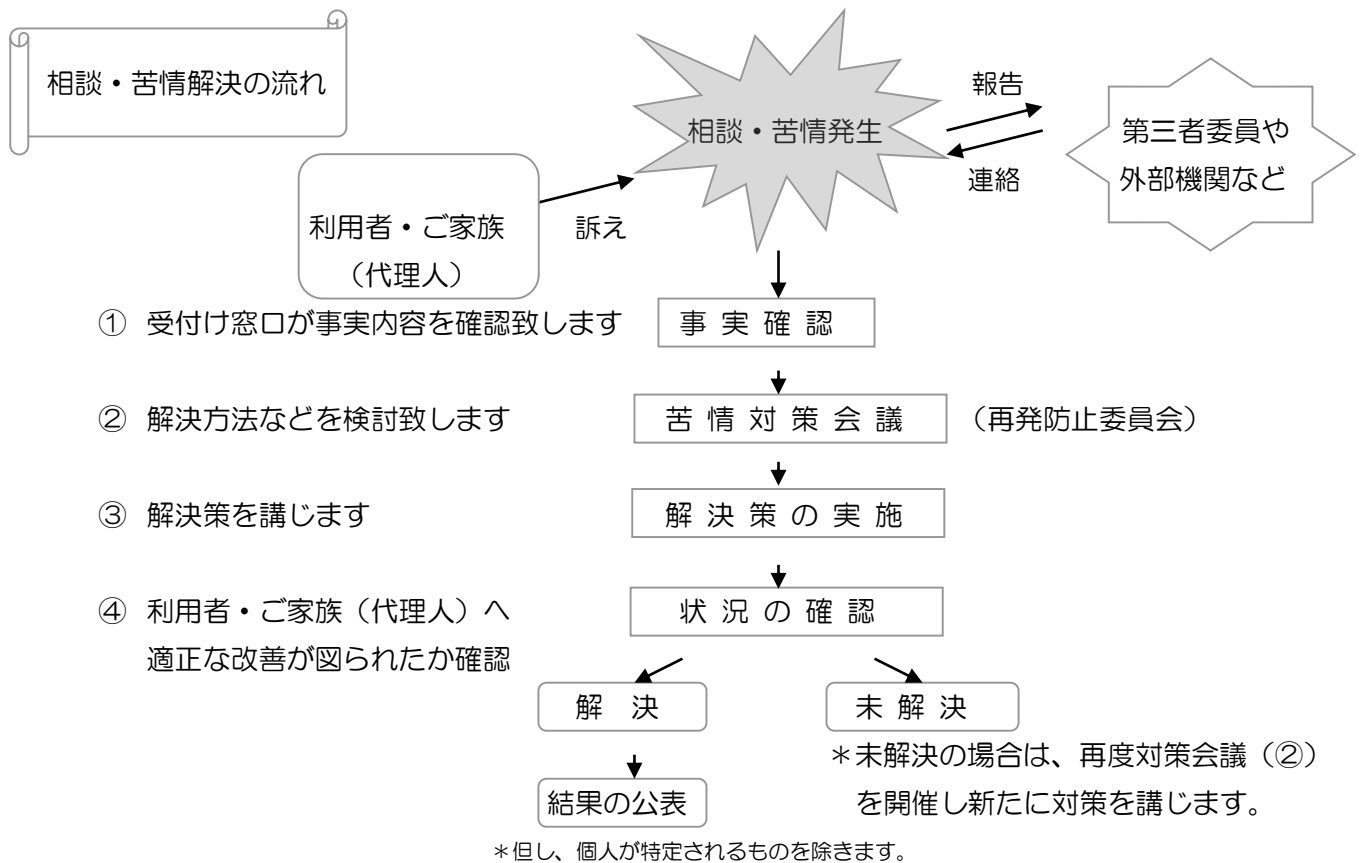 相談・苦情解決の流れ
相談・苦情発生
報告
連絡
第三者委員や
外部機関など
利用者・ご家族
（代理人）
訴え
① 受付け窓口が事実内容を確認致します
事実確認
② 解決方法などを検討致します
苦情対策会議
（再発防止委員会）
③ 解決策を講じます
解決策の実施
④ 利用者・ご家族（代理人）へ
適正な改善が図られたか確認
状況の確認
解 決
未解決
＊未解決の場合は、再度対策会議（②）
を開催し新たに対策を講じます。
結果の公表
＊但し、個人が特定されるものを除きます。